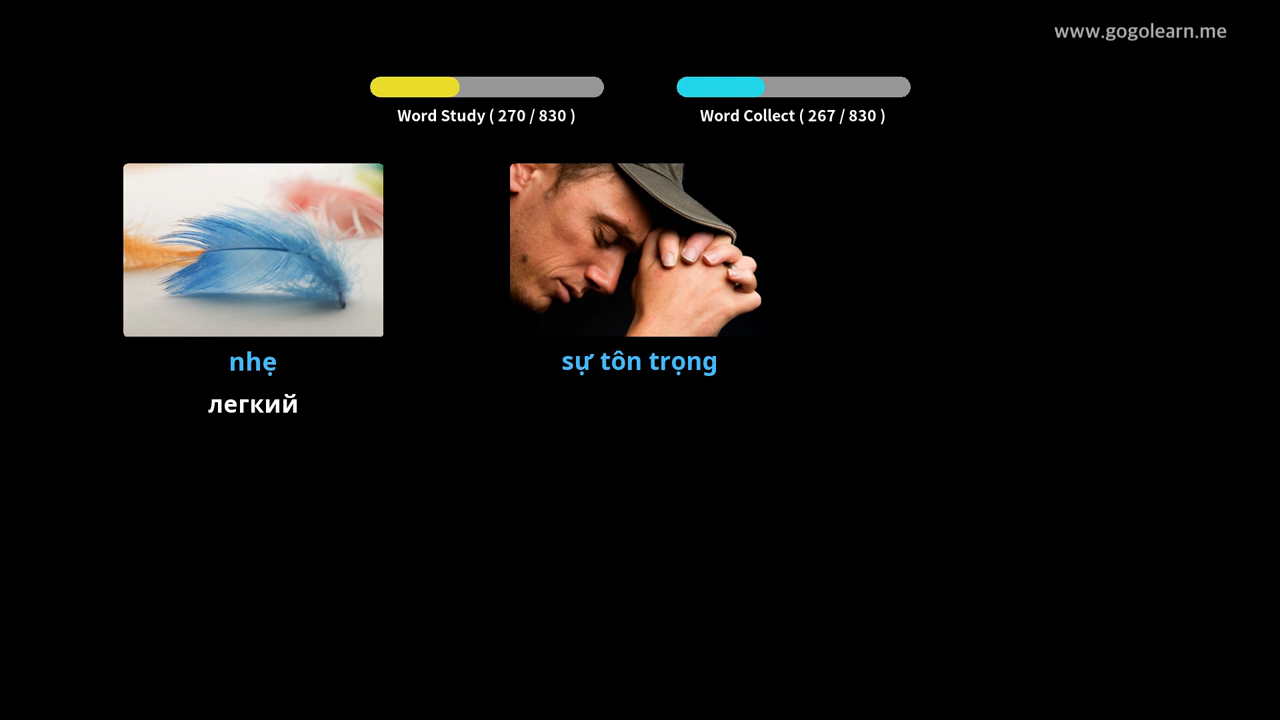 www.gogolearn.me
Word Study ( 270 / 830 )
Word Collect ( 267 / 830 )
nhẹ
sự tôn trọng
легкий